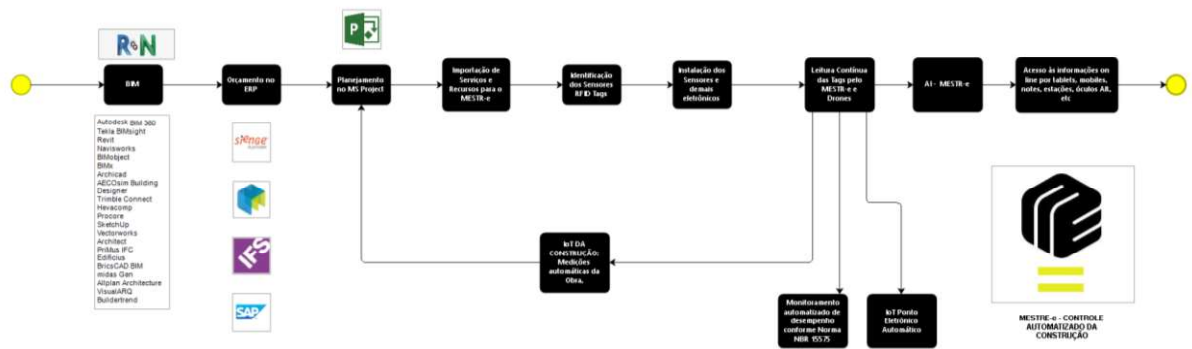 R&N
P
BIM
Orçamento no
ERP
Planejamento
no MS Project
Importação de
Serviços e
Recursos para o
MESTR-e
Identificação
dos Sensores
RFID Tags
Instalação dos
Sensores e
demais
eletrônicos
Leitura Contínua
das Tags pelo
MESTR-e e
Drones
AI - MESTR-e
Acesso às informações on
line por tablets, mobiles,
notes, estações, óculos AR,
etc
Autodesk BIM 360
Tekla BIMsight
Revit
Navisworks
BIMobject
BIMx
Archicad
AECOsim Building
Designer
Trimble Connect
Hevacomp
Procore
SketchUp
Vectorworks
Architect
PriMus IFC
Edificius
BricsCAD BIM
midas Gen
Allplan Architecture
VisualARQ
Buildertrend
sienge
IFS
SAP
IoT DA
CONSTRUÇÃO:
Medições
automáticas da
Obra,
Monitoramento
automatizado de
desempenho
conforme Norma
NBR 15575
IoT Ponto
Eletrônico
Automático
MESTRE-e - CONTROLE
AUTOMATIZADO DA
CONSTRUÇÃO